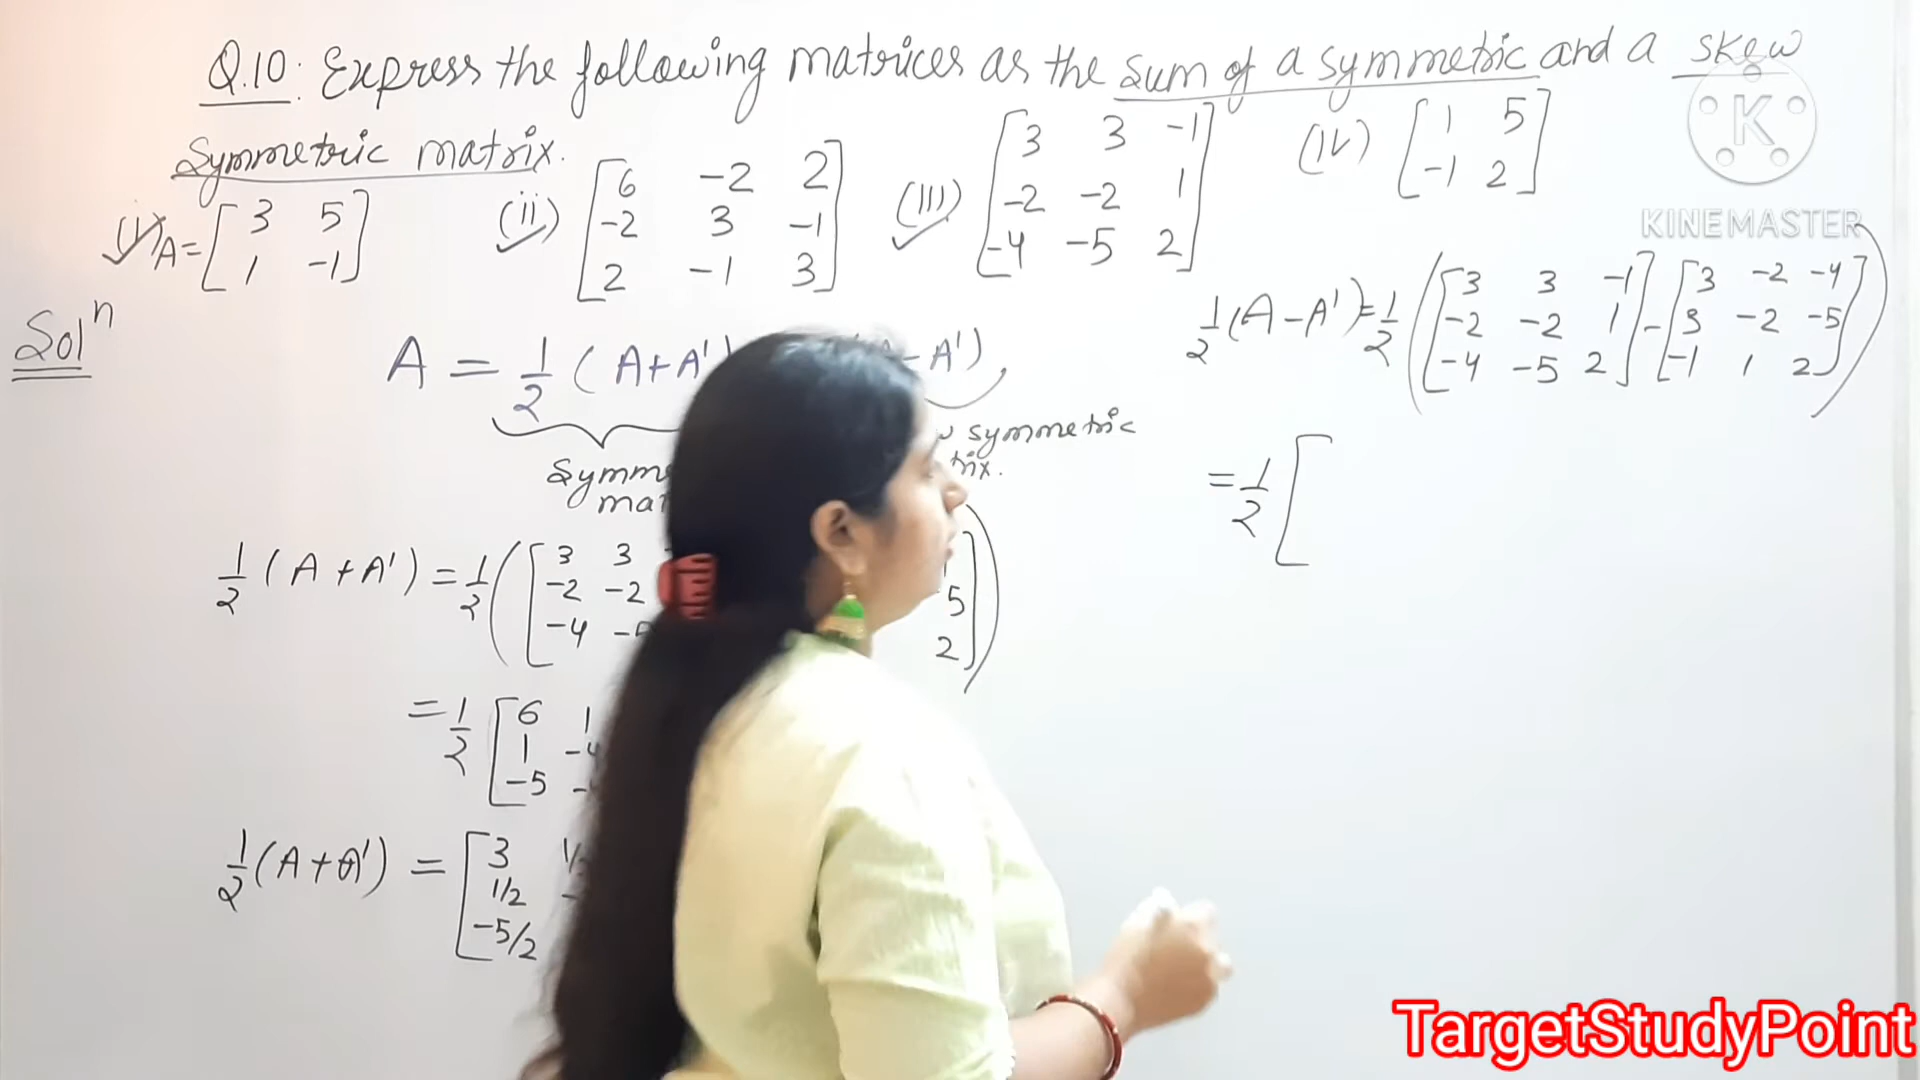 Q.10: Express the following matrices as the sum of a symmetric and a skew
symmetric matrix.
(i) A = [ 3 5
1 -1 ]
(ii) [ 6 -2 2
-2 3 -1
2 -1 3 ]
(iii) [ 3 3 -1
-2 -2 1
-4 -5 2 ]
(iv) [ 1 5
-1 2 ]
KINEMASTER
Solⁿ
A = 1/2 (A+A') - A'),
symmetric
1/2 (A + A') = 1/2 ( [ 3 3
-2 -2 5
-4 2 ] )
= 1/2 [ 6 1
1 -4
-5
1/2 (A + A') = [ 3
1/2
-5/2
1/2 (A - A') = 1/2 ( [ 3 3 -1
-2 -2 1
-4 -5 2 ] - [ 3 -2 -4
3 -2 -5
-1 1 2 ] )
= 1/2 [
TargetStudyPoint